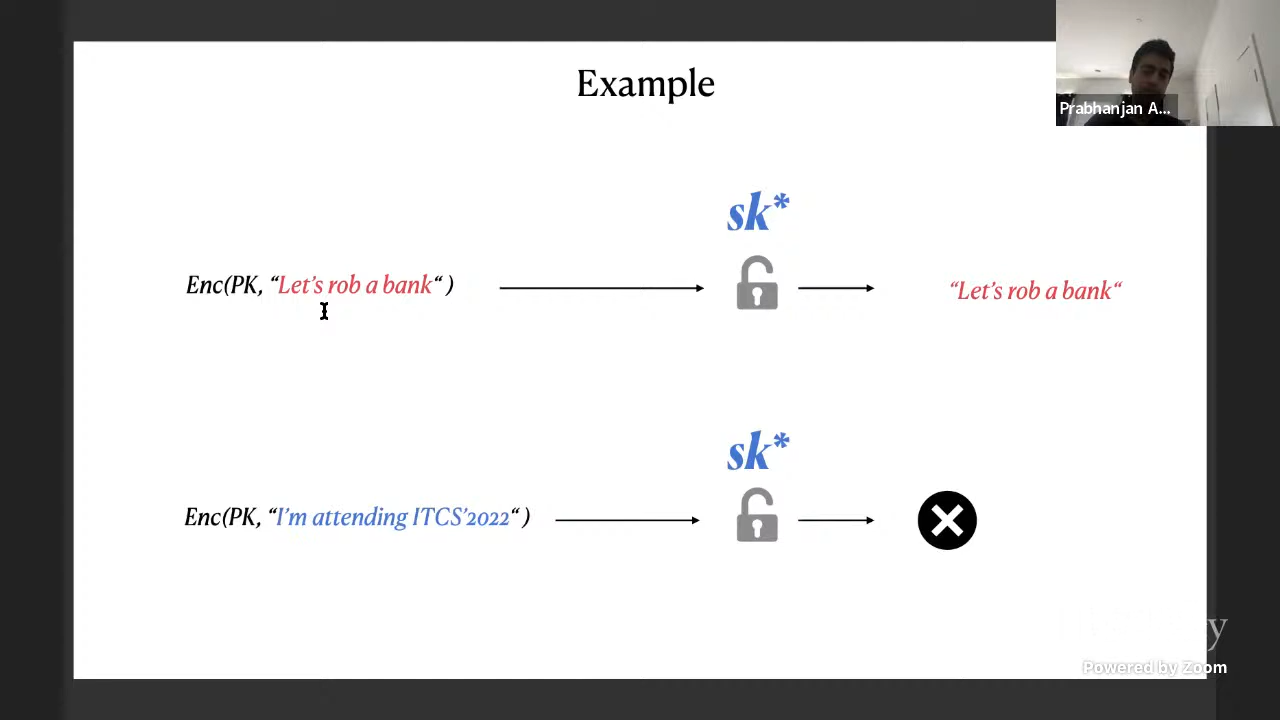 Example
Prabhanjan A...
sk*
Enc(PK, “Let’s rob a bank“ )
“Let’s rob a bank“
sk*
Enc(PK, “I’m attending ITCS’2022“ )
Powered by Zoom